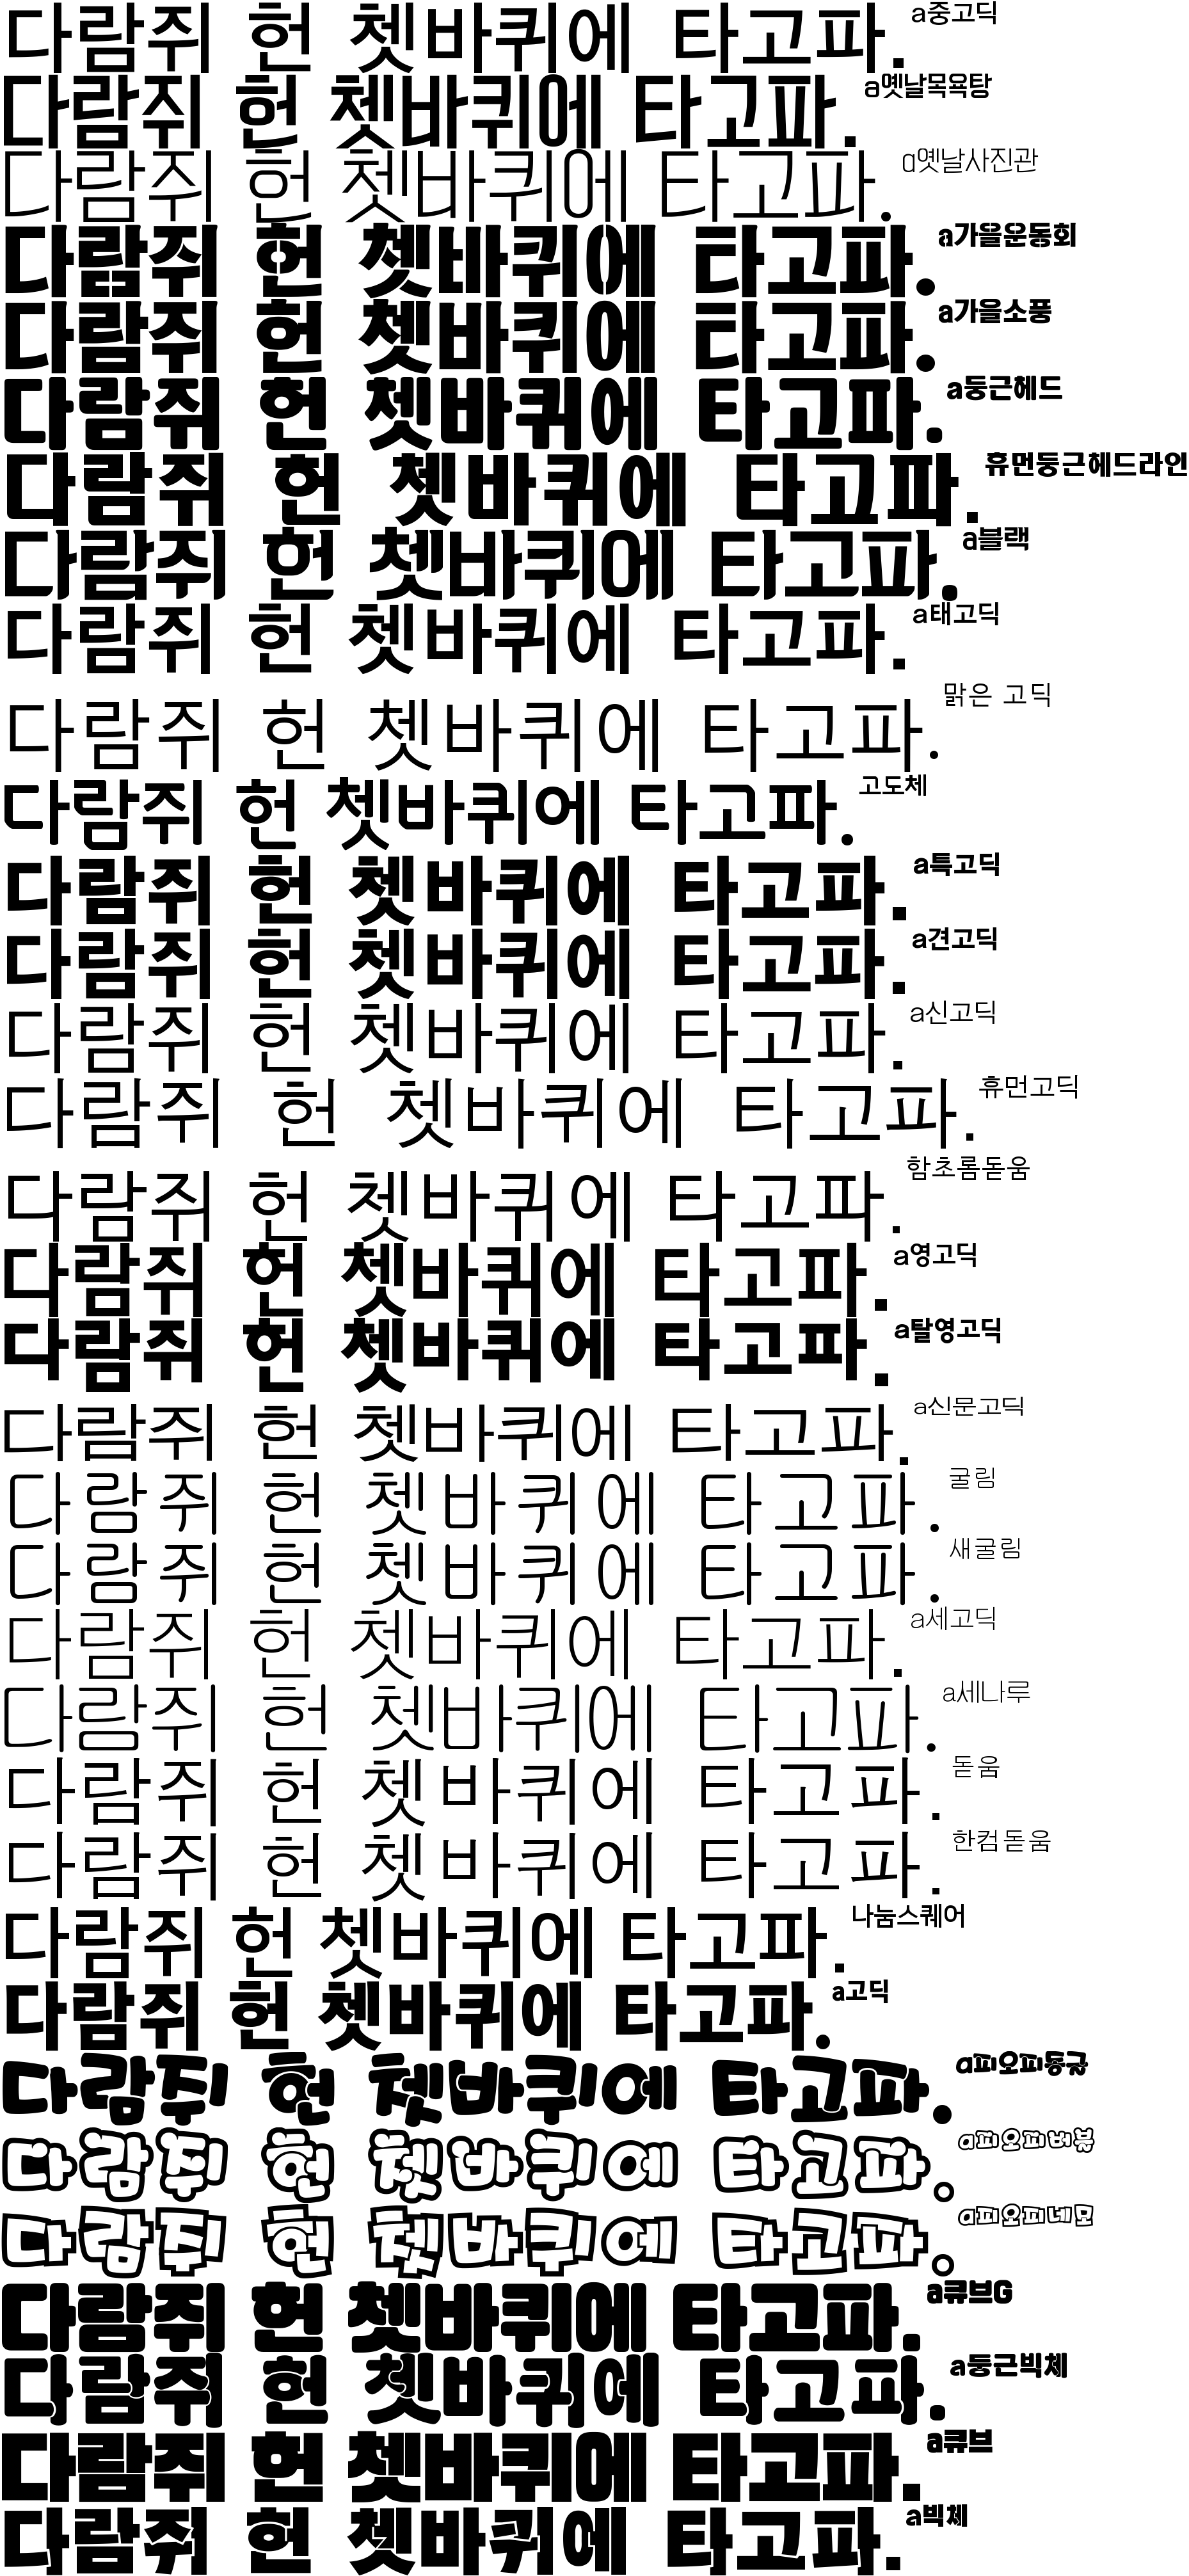 다람쥐 헌 쳇바퀴에 타고파. a중고딕
다람쥐 헌 쳇바퀴에 타고파. a옛날목욕탕
다람쥐 헌 쳇바퀴에 타고파. a옛날사진관
다람쥐 헌 쳇바퀴에 타고파. a가을운동회
다람쥐 헌 쳇바퀴에 타고파. a가을소풍
다람쥐 헌 쳇바퀴에 타고파. a둥근헤드
다람쥐 헌 쳇바퀴에 타고파. 휴먼둥근헤드라인
다람쥐 헌 쳇바퀴에 타고파. a블랙
다람쥐 헌 쳇바퀴에 타고파. a태고딕
다람쥐 헌 쳇바퀴에 타고파. 맑은 고딕
다람쥐 헌 쳇바퀴에 타고파. 고도체
다람쥐 헌 쳇바퀴에 타고파. a특고딕
다람쥐 헌 쳇바퀴에 타고파. a견고딕
다람쥐 헌 쳇바퀴에 타고파. a신고딕
다람쥐 헌 쳇바퀴에 타고파. 휴먼고딕
다람쥐 헌 쳇바퀴에 타고파. 함초롬돋움
다람쥐 헌 쳇바퀴에 타고파. a영고딕
다람쥐 헌 쳇바퀴에 타고파. a탈영고딕
다람쥐 헌 쳇바퀴에 타고파. a신문고딕
다람쥐 헌 쳇바퀴에 타고파. 굴림
다람쥐 헌 쳇바퀴에 타고파. 새굴림
다람쥐 헌 쳇바퀴에 타고파. a세고딕
다람쥐 헌 쳇바퀴에 타고파. a세나루
다람쥐 헌 쳇바퀴에 타고파. 돋움
다람쥐 헌 쳇바퀴에 타고파. 한컴돋움
다람쥐 헌 쳇바퀴에 타고파. 나눔스퀘어
다람쥐 헌 쳇바퀴에 타고파. a고딕
다람쥐 헌 쳇바퀴에 타고파. a피오피동글
다람쥐 헌 쳇바퀴에 타고파. a피오피버블
다람쥐 헌 쳇바퀴에 타고파. a피오피네모
다람쥐 헌 쳇바퀴에 타고파. a큐브G
다람쥐 헌 쳇바퀴에 타고파. a둥근빅체
다람쥐 헌 쳇바퀴에 타고파. a큐브
다람쥐 헌 쳇바퀴에 타고파. a빅체